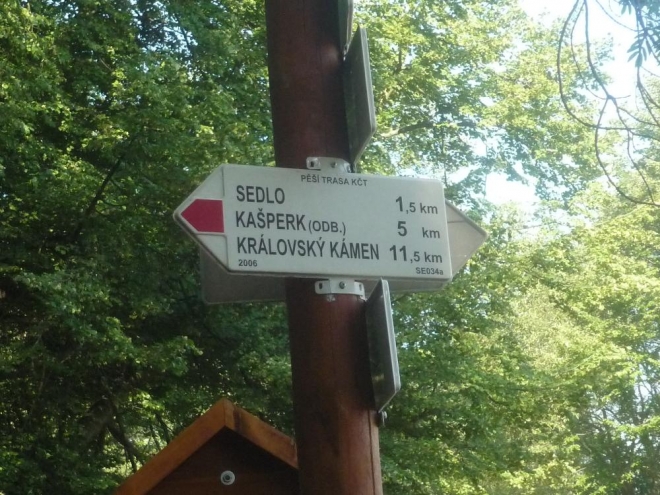 PĚŠÍ TRASA KČT
SEDLO 1,5 km
KAŠPERK (ODB.) 5 km
KRÁLOVSKÝ KÁMEN 11,5 km
2006 SE034a